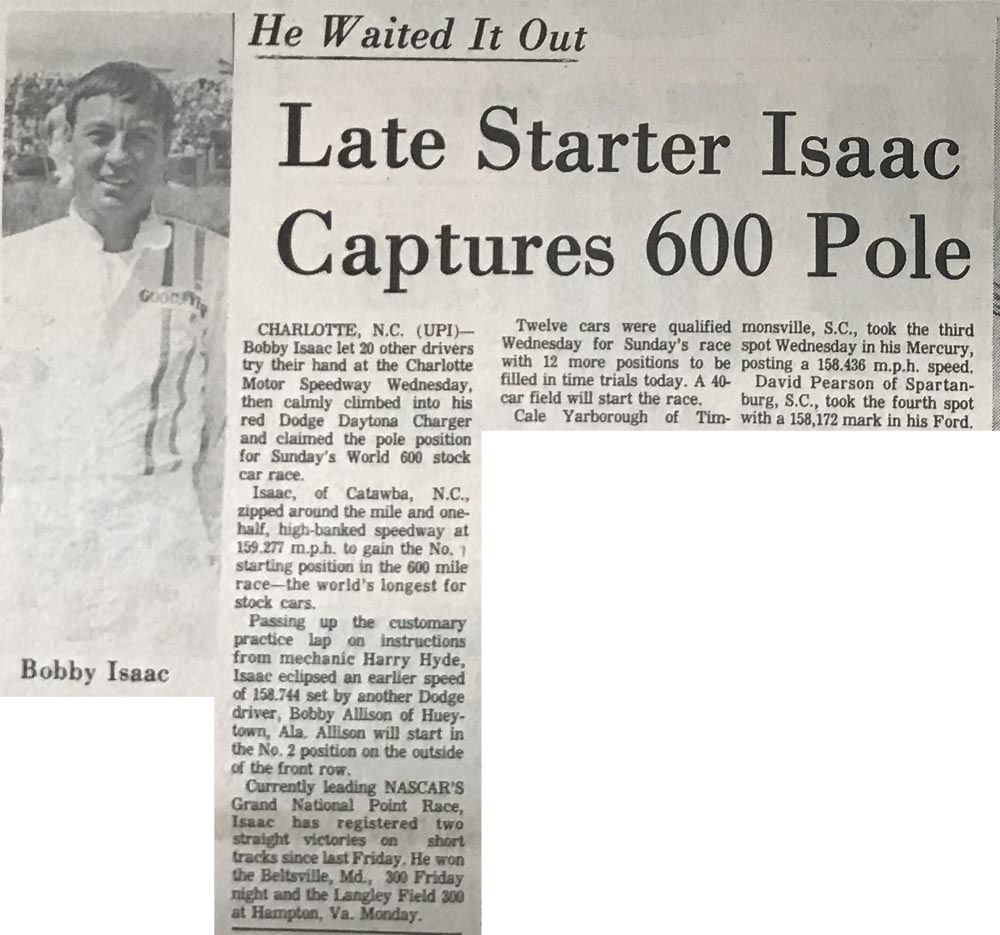 He Waited It Out
Late Starter Isaac
Captures 600 Pole
GOODYEAR
Bobby Isaac
CHARLOTTE, N.C. (UPI)—
Bobby Isaac let 20 other drivers
try their hand at the Charlotte
Motor Speedway Wednesday,
then calmly climbed into his
red Dodge Daytona Charger
and claimed the pole position
for Sunday's World 600 stock
car race.
Isaac, of Catawba, N.C.,
zipped around the mile and one-
half, high-banked speedway at
159.277 m.p.h. to gain the No. 1
starting position in the 600 mile
race—the world's longest for
stock cars.
Passing up the customary
practice lap on instructions
from mechanic Harry Hyde,
Isaac eclipsed an earlier speed
of 158.744 set by another Dodge
driver, Bobby Allison of Huey-
town, Ala. Allison will start in
the No. 2 position on the outside
of the front row.
Currently leading NASCAR'S
Grand National Point Race,
Isaac has registered two
straight victories on short
tracks since last Friday. He won
the Beltsville, Md., 300 Friday
night and the Langley Field 300
at Hampton, Va. Monday.
Twelve cars were qualified
Wednesday for Sunday's race
with 12 more positions to be
filled in time trials today. A 40-
car field will start the race.
Cale Yarborough of Tim-
monsville, S.C., took the third
spot Wednesday in his Mercury,
posting a 158.436 m.p.h. speed.
David Pearson of Spartan-
burg, S.C., took the fourth spot
with a 158,172 mark in his Ford.